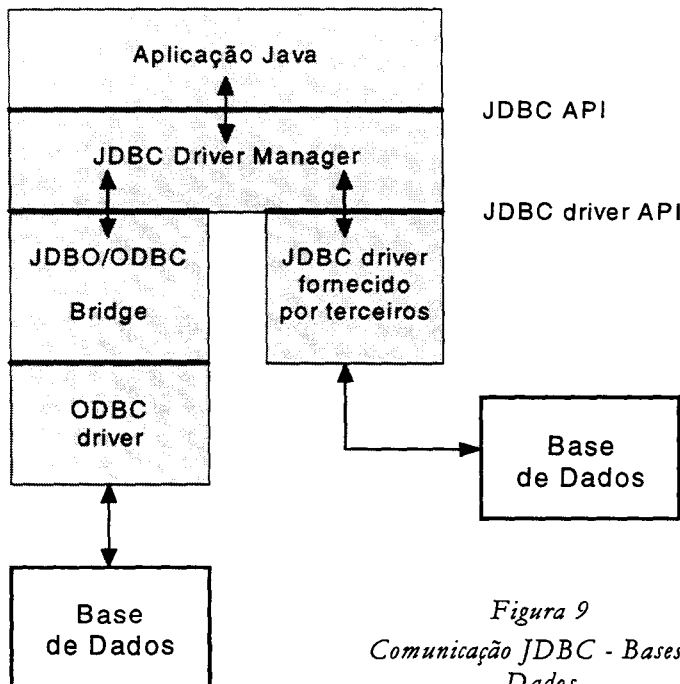 Aplicação Java
JDBC API
JDBC Driver Manager
JDBC driver API
JDBO/ODBC
Bridge
JDBC driver
fornecido
por terceiros
ODBC
driver
Base
de Dados
Base
de Dados
Figura 9
Comunicação JDBC - Bases
Dados